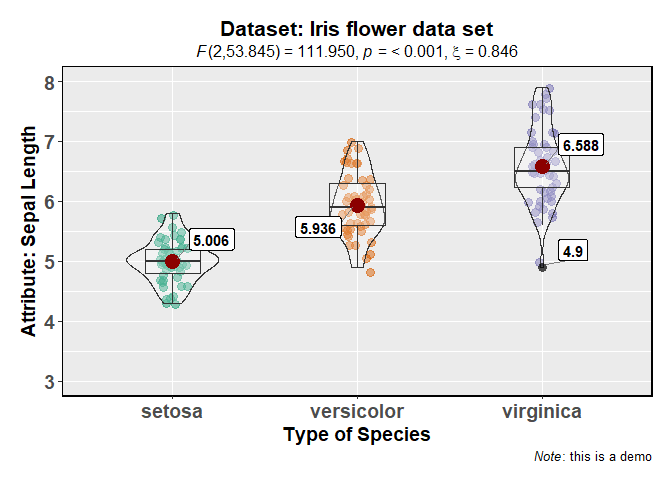 Dataset: Iris flower data set
F(2,53.845) = 111.950, p = < 0.001, ξ = 0.846
Attribute: Sepal Length
8
7
6
5
4
3
5.006
5.936
6.588
4.9
setosa
versicolor
virginica
Type of Species
Note: this is a demo